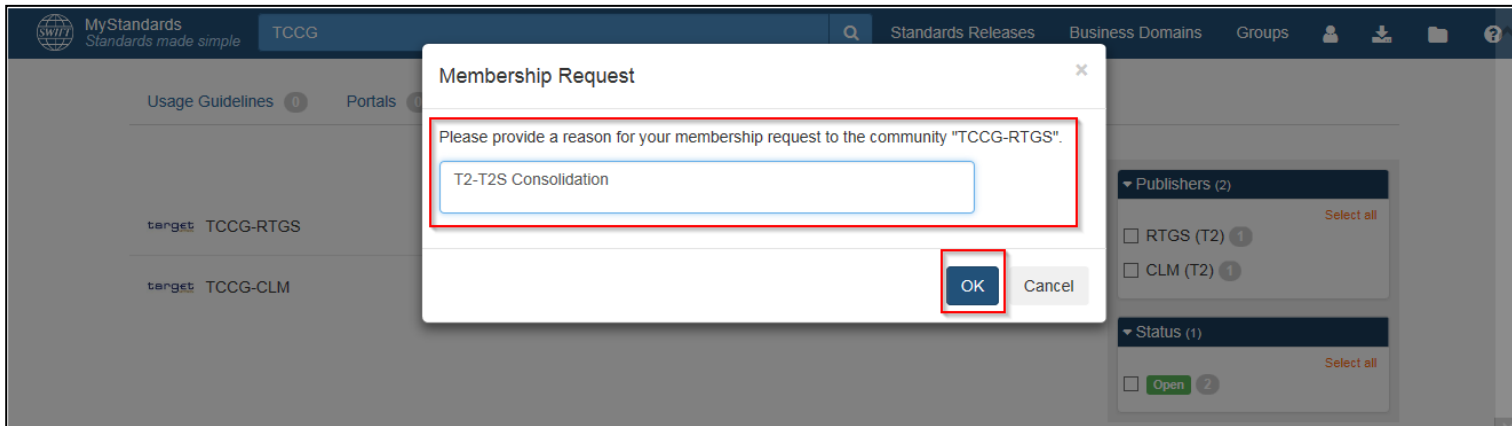 SWIFT
MyStandards
Standards made simple
TCCG
Standards Releases Business Domains Groups
Usage Guidelines 0 Portals 0
Membership Request ×
Please provide a reason for your membership request to the community "TCCG-RTGS".
T2-T2S Consolidation
OK Cancel
target TCCG-RTGS
target TCCG-CLM
Publishers (2)
Select all
RTGS (T2) 1
CLM (T2) 1
Status (1)
Select all
Open 2